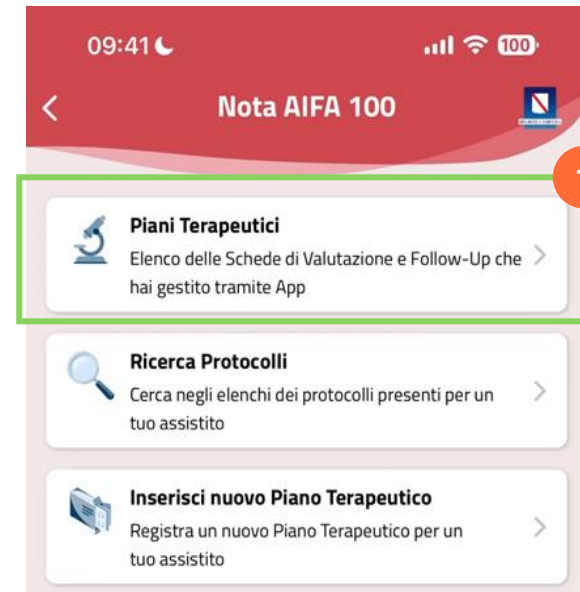 09:41
100
Nota AIFA 100
1
Piani Terapeutici
Elenco delle Schede di Valutazione e Follow-Up che
hai gestito tramite App
Ricerca Protocolli
Cerca negli elenchi dei protocolli presenti per un
tuo assistito
Inserisci nuovo Piano Terapeutico
Registra un nuovo Piano Terapeutico per un
tuo assistito